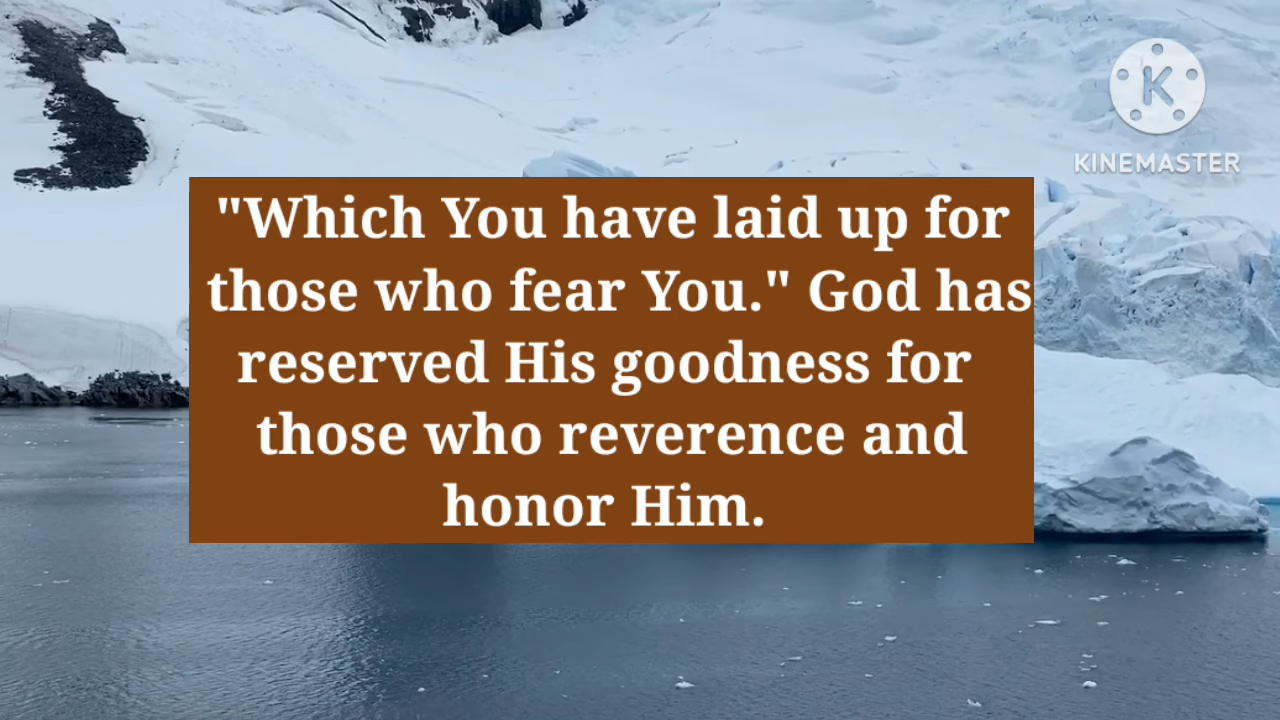 K
KINEMASTER
"Which You have laid up for
those who fear You." God has
reserved His goodness for
those who reverence and
honor Him.